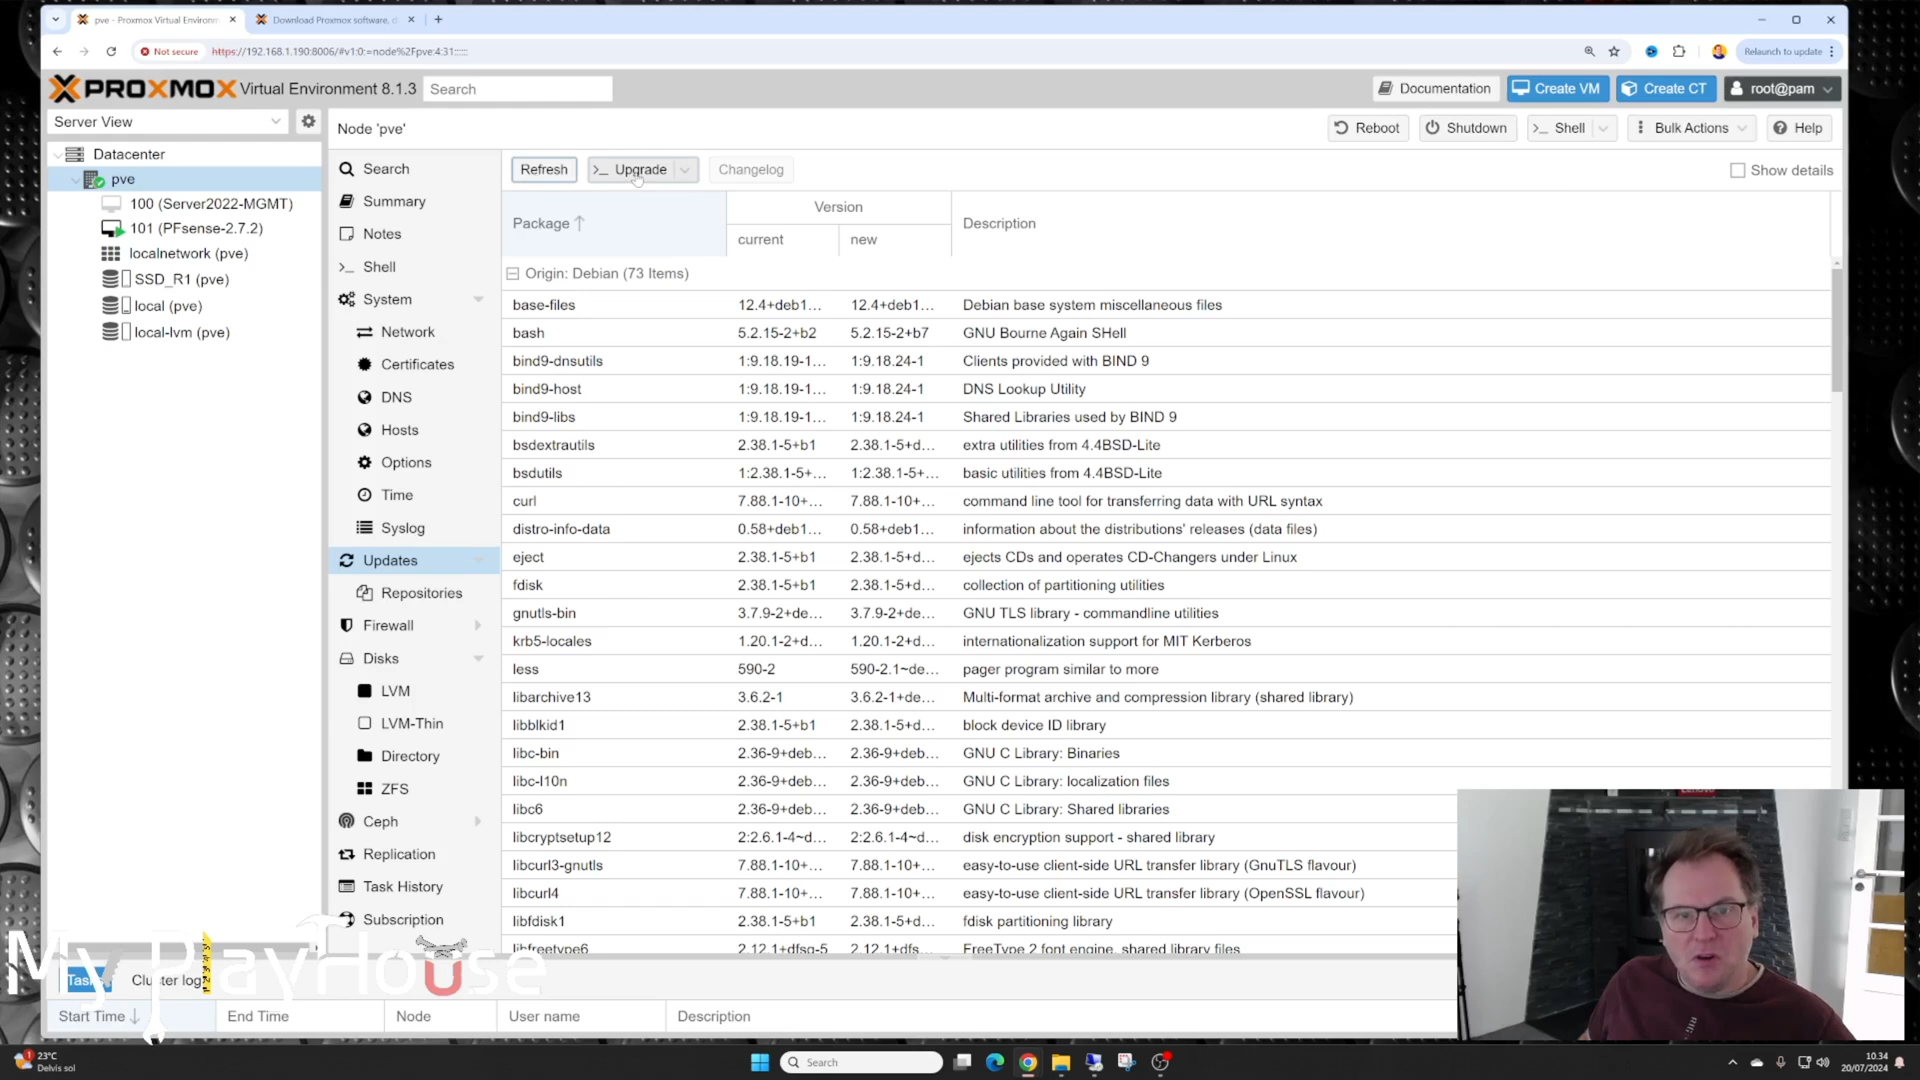 pve - Proxmox Virtual Environm
Download Proxmox software, d
Not secure
https://192.168.1.190:8006/#v1:0:=node%2Fpve:4:31::::::
Relaunch to update
PROXMOX Virtual Environment 8.1.3
Search
Documentation
Create VM
Create CT
root@pam
Server View
Node 'pve'
Reboot
Shutdown
>_ Shell
Bulk Actions
Help
Datacenter
pve
100 (Server2022-MGMT)
101 (PFsense-2.7.2)
localnetwork (pve)
SSD_R1 (pve)
local (pve)
local-lvm (pve)
Search
Summary
Notes
>_ Shell
System
Network
Certificates
DNS
Hosts
Options
Time
Syslog
Updates
Repositories
Firewall
Disks
LVM
LVM-Thin
Directory
ZFS
Ceph
Replication
Task History
Subscription
Refresh
>_ Upgrade
Changelog
Show details
Package
Version
Description
current
new
Origin: Debian (73 Items)
base-files 12.4+deb1... 12.4+deb1... Debian base system miscellaneous files
bash 5.2.15-2+b2 5.2.15-2+b7 GNU Bourne Again SHell
bind9-dnsutils 1:9.18.19-1... 1:9.18.24-1 Clients provided with BIND 9
bind9-host 1:9.18.19-1... 1:9.18.24-1 DNS Lookup Utility
bind9-libs 1:9.18.19-1... 1:9.18.24-1 Shared Libraries used by BIND 9
bsdextrautils 2.38.1-5+b1 2.38.1-5+d... extra utilities from 4.4BSD-Lite
bsdutils 1:2.38.1-5+... 1:2.38.1-5+... basic utilities from 4.4BSD-Lite
curl 7.88.1-10+... 7.88.1-10+... command line tool for transferring data with URL syntax
distro-info-data 0.58+deb1... 0.58+deb1... information about the distributions' releases (data files)
eject 2.38.1-5+b1 2.38.1-5+d... ejects CDs and operates CD-Changers under Linux
fdisk 2.38.1-5+b1 2.38.1-5+d... collection of partitioning utilities
gnutls-bin 3.7.9-2+de... 3.7.9-2+de... GNU TLS library - commandline utilities
krb5-locales 1.20.1-2+d... 1.20.1-2+d... internationalization support for MIT Kerberos
less 590-2 590-2.1~de... pager program similar to more
libarchive13 3.6.2-1 3.6.2-1+de... Multi-format archive and compression library (shared library)
libblkid1 2.38.1-5+b1 2.38.1-5+d... block device ID library
libc-bin 2.36-9+deb... 2.36-9+deb... GNU C Library: Binaries
libc-l10n 2.36-9+deb... 2.36-9+deb... GNU C Library: localization files
libc6 2.36-9+deb... 2.36-9+deb... GNU C Library: Shared libraries
libcryptsetup12 2:2.6.1-4~d... 2:2.6.1-4~d... disk encryption support - shared library
libcurl3-gnutls 7.88.1-10+... 7.88.1-10+... easy-to-use client-side URL transfer library (GnuTLS flavour)
libcurl4 7.88.1-10+... 7.88.1-10+... easy-to-use client-side URL transfer library (OpenSSL flavour)
libfdisk1 2.38.1-5+b1 2.38.1-5+d... fdisk partitioning library
libfreetype6 2.12.1+dfsg-5 2.12.1+dfs... FreeType 2 font engine, shared library files
My PlayHouse
Tasks
Cluster log
Start Time
End Time
Node
User name
Description
1
23°C
Delvis sol
Search
10.34
20/07/2024